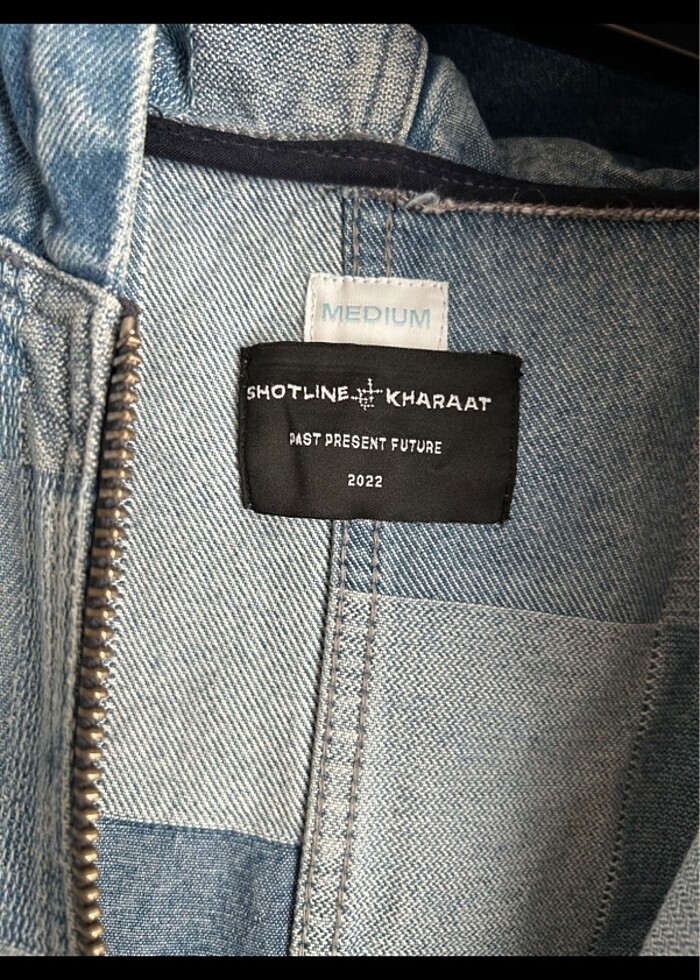 MEDIUM
SHOTLINE KHARAAT
PAST PRESENT FUTURE
2022